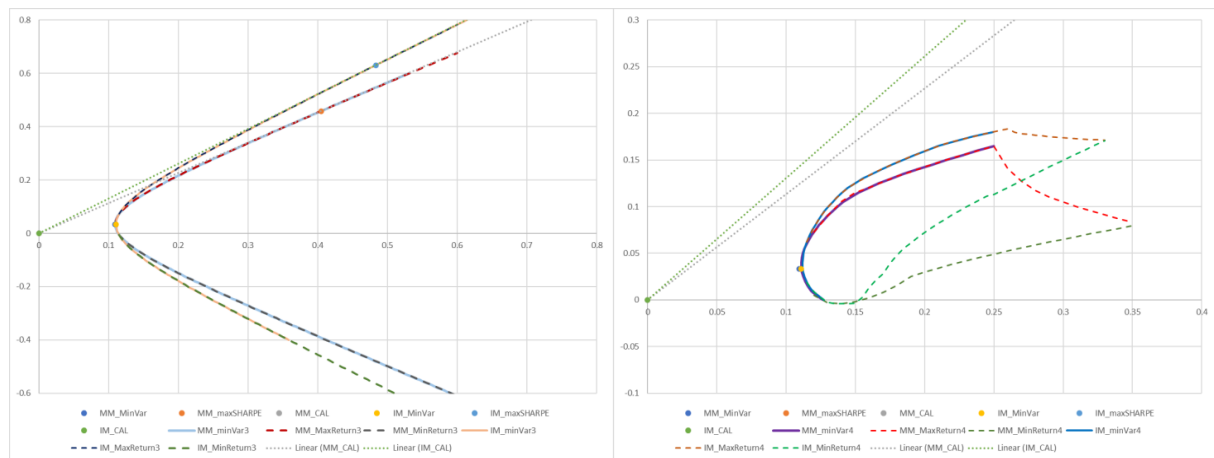 0.8
0.6
0.4
0.2
0
-0.2
-0.4
-0.6
0 0.1 0.2 0.3 0.4 0.5 0.6 0.7 0.8
MM_MinVar MM_maxSHARPE MM_CAL IM_MinVar IM_maxSHARPE
IM_CAL MM_minVar3 MM_MaxReturn3 MM_MinReturn3 IM_minVar3
IM_MaxReturn3 IM_MinReturn3 Linear (MM_CAL) Linear (IM_CAL)
0.3
0.25
0.2
0.15
0.1
0.05
0
-0.05
-0.1
0 0.05 0.1 0.15 0.2 0.25 0.3 0.35 0.4
MM_MinVar MM_maxSHARPE MM_CAL IM_MinVar IM_maxSHARPE
IM_CAL MM_minVar4 MM_MaxReturn4 MM_MinReturn4 IM_minVar4
IM_MaxReturn4 IM_MinReturn4 Linear (MM_CAL) Linear (IM_CAL)